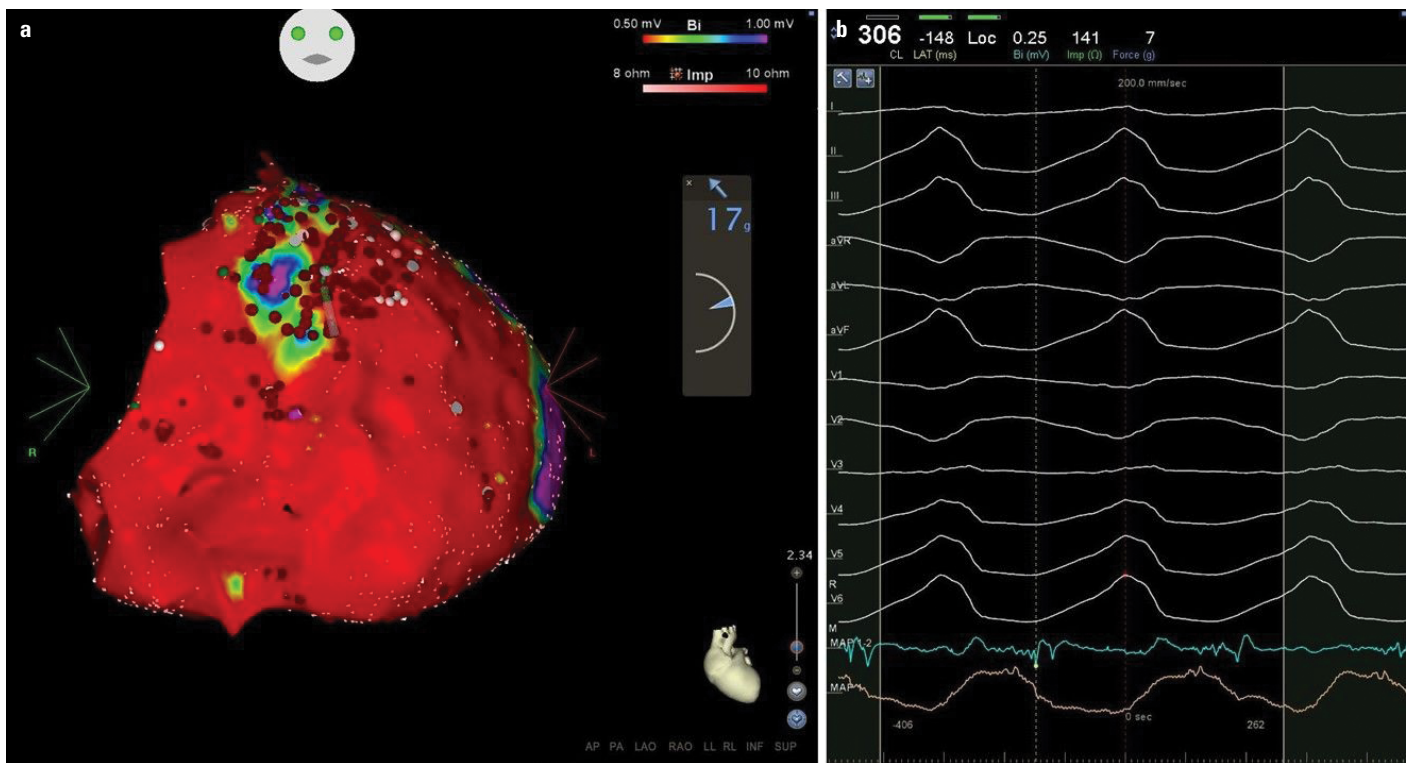 a
0.50 mV Bi 1.00 mV
8 ohm Imp 10 ohm
17 g
R
L
2.34
AP PA LAO RAO LL RL INF SUP
b
306 -148 Loc 0.25 141 7
CL LAT (ms) Bi (mV) Imp (Ω) Force (g)
200.0 mm/sec
I
II
III
aVR
aVL
aVF
V1
V2
V3
V4
V5
R
V6
M
MAP 1-2
MAP 1
-406 0 sec 262